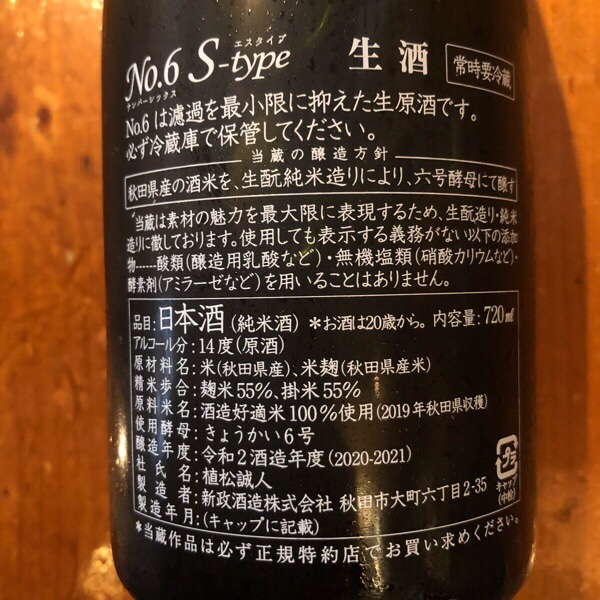 No.6 S-type エスタイプ 生酒 常時要冷蔵
ナンバーシックス
No.6 は濾過を最小限に抑えた生原酒です。
必ず冷蔵庫で保管してください。
当蔵の醸造方針
秋田県産の酒米を、生酛純米造りにより、六号酵母にて醸す
当蔵は素材の魅力を最大限に表現するため、生酛造り・純米
造りに徹しております。使用しても表示する義務がない以下の添加
物------酸類(醸造用乳酸など)・無機塩類(硝酸カリウムなど)・
酵素剤(アミラーゼなど)を用いることはありません。
品目:日本酒(純米酒) *お酒は20歳から。内容量:720ml
アルコール分:14度(原酒)
原材料名:米(秋田県産)、米麹(秋田県産米)
精米歩合:麹米55%、掛米55%
原料米名:酒造好適米100%使用(2019年秋田県収穫)
使用酵母:きょうかい6号
醸造年度:令和2酒造年度(2020-2021)
杜氏名:植松誠人
製造者:新政酒造株式会社 秋田市大町六丁目2-35
製造年月:(キャップに記載)
プラ
キャップ
(中栓)
*当蔵作品は必ず正規特約店でお買い求めください。